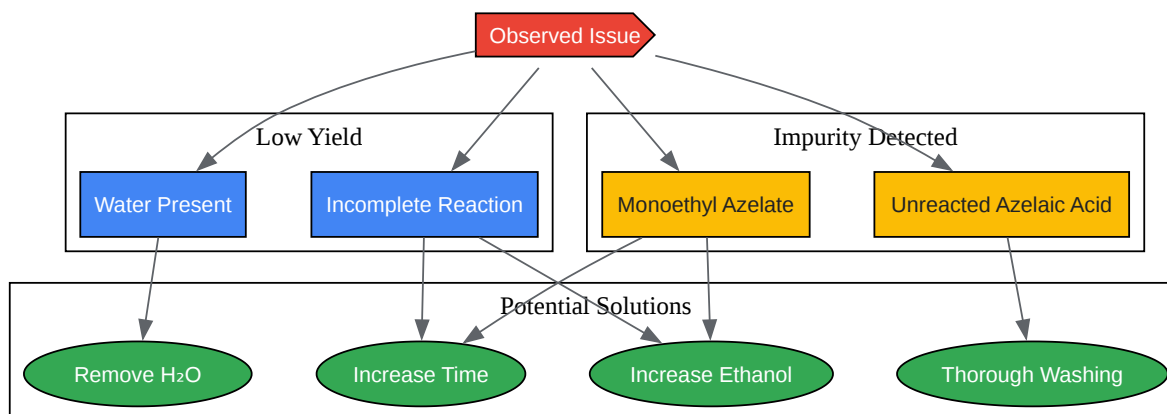 Observed Issue
Low Yield
Impurity Detected
Water Present
Incomplete Reaction
Monoethyl Azelate
Unreacted Azelaic Acid
Potential Solutions
Remove H₂O
Increase Time
Increase Ethanol
Thorough Washing